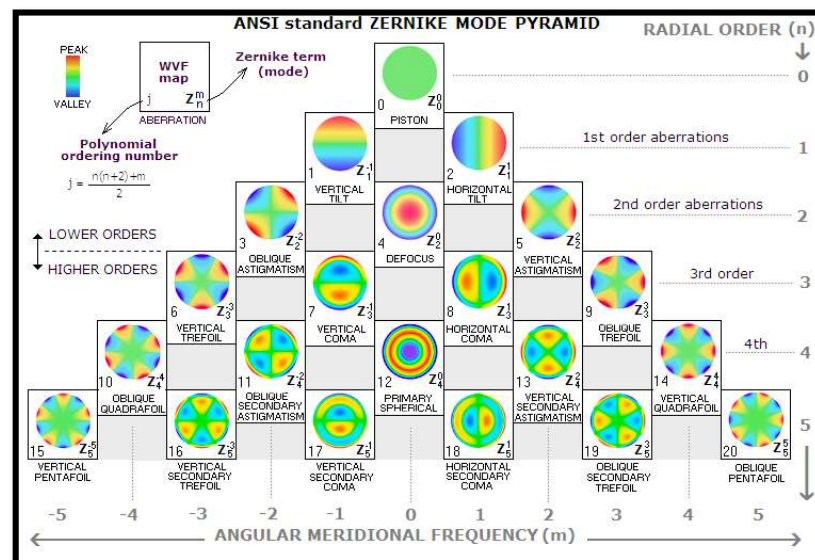 ANSI standard ZERNIKE MODE PYRAMID
RADIAL ORDER (n)
PEAK
VALLEY
WVF
map
j Z m n
ABERRATION
Zernike term
(mode)
Polynomial
ordering number
j = n(n+2)+m / 2
0 Z 0 0
PISTON
0
1 Z -1 1
VERTICAL
TILT
2 Z 1 1
HORIZONTAL
TILT
1st order aberrations
1
3 Z -2 2
OBLIQUE
ASTIGMATISM
4 Z 0 2
DEFOCUS
5 Z -2 2
VERTICAL
ASTIGMATISM
2nd order aberrations
2
LOWER ORDERS
HIGHER ORDERS
6 Z -3 3
VERTICAL
TREFOIL
7 Z -1 3
VERTICAL
COMA
8 Z 1 3
HORIZONTAL
COMA
9 Z 3 3
OBLIQUE
TREFOIL
3rd order
3
10 Z -4 4
OBLIQUE
QUADRAFOIL
11 Z -2 4
OBLIQUE
SECONDARY
ASTIGMATISM
12 Z 0 4
PRIMARY
SPHERICAL
13 Z 2 4
VERTICAL
SECONDARY
ASTIGMATISM
14 Z 4 4
VERTICAL
QUADRAFOIL
4th
4
15 Z -5 5
VERTICAL
PENTAFOIL
16 Z -3 5
VERTICAL
SECONDARY
TREFOIL
17 Z -1 5
VERTICAL
SECONDARY
COMA
18 Z 1 5
HORIZONTAL
SECONDARY
COMA
19 Z 3 5
OBLIQUE
SECONDARY
TREFOIL
20 Z 5 5
OBLIQUE
PENTAFOIL
5
-5 -4 -3 -2 -1 0 1 2 3 4 5
ANGULAR MERIDIONAL FREQUENCY (m)